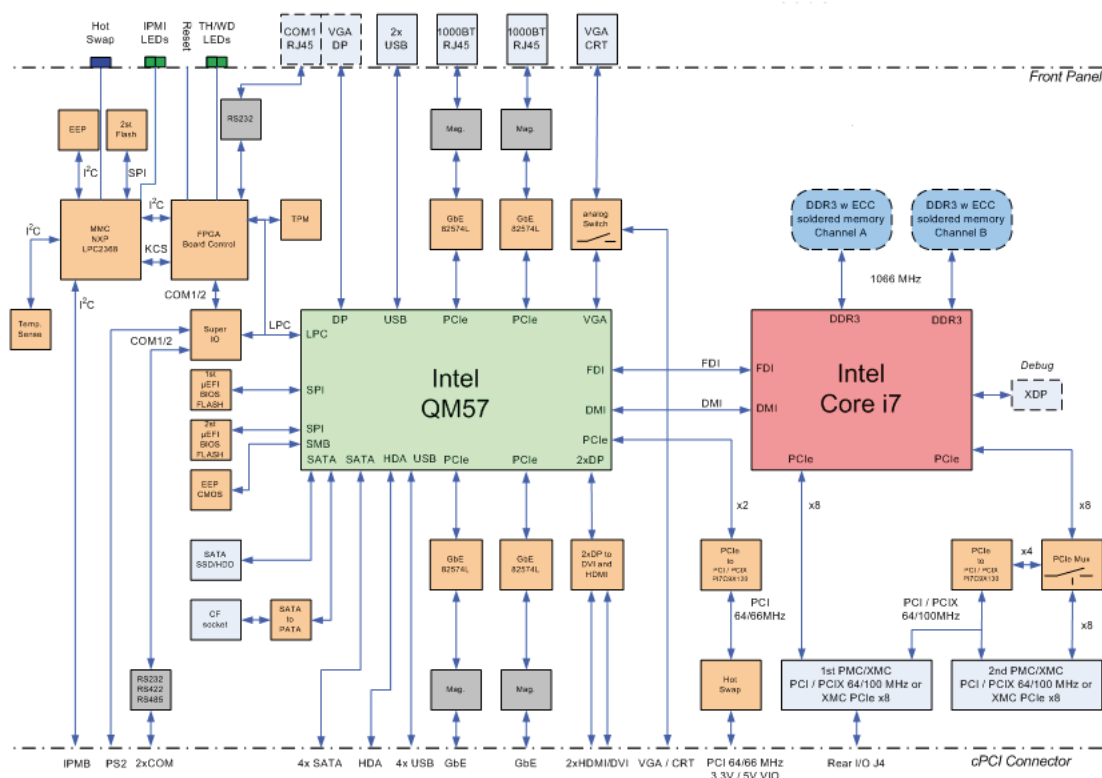 Hot
Swap
IPMI
LEDs
Reset
TH/WD
LEDs
COM1
RJ45
VGA
DP
2x
USB
1000BT
RJ45
1000BT
RJ45
VGA
CRT
Front Panel
EEP
2st
Flash
RS232
Mag.
Mag.
I²C
SPI
MMC
NXP
LPC2368
I²C
KCS
FPGA
Board Control
TPM
GbE
82574L
GbE
82574L
analog
Switch
DDR3 w ECC
soldered memory
Channel A
DDR3 w ECC
soldered memory
Channel B
1066 MHz
I²C
I²C
COM1/2
Temp.
Sense
Super
IO
LPC
COM1/2
DP
USB
PCIe
PCIe
VGA
LPC
Intel
QM57
FDI
FDI
FDI
DMI
DMI
DMI
DDR3
DDR3
Intel
Core i7
Debug
XDP
1st
µEFI
BIOS
FLASH
SPI
2st
µEFI
BIOS
FLASH
SPI
SMB
EEP
CMOS
SATA
SATA
HDA
USB
PCIe
PCIe
PCIe
2xDP
PCIe
PCIe
x2
x8
x8
SATA
SSD/HDD
GbE
82574L
GbE
82574L
2xDP to
DVI and
HDMI
PCIe
to
PCI / PCIX
PI7C9X130
PCIe
to
PCI / PCIX
PI7C9X130
x4
PCIe Mux
CF
socket
SATA
to
PATA
PCI
64/66MHz
PCI / PCIX
64/100MHz
x8
RS232
RS422
RS485
Mag.
Mag.
Hot
Swap
1st PMC/XMC
PCI / PCIX 64/100 MHz or
XMC PCIe x8
2nd PMC/XMC
PCI / PCIX 64/100 MHz or
XMC PCIe x8
cPCI Connector
IPMB
PS2
2xCOM
4x SATA
HDA
4x USB
GbE
GbE
2xHDMI/DVI
VGA / CRT
PCI 64/66 MHz
3.3V / 5V VIO
Rear I/O J4